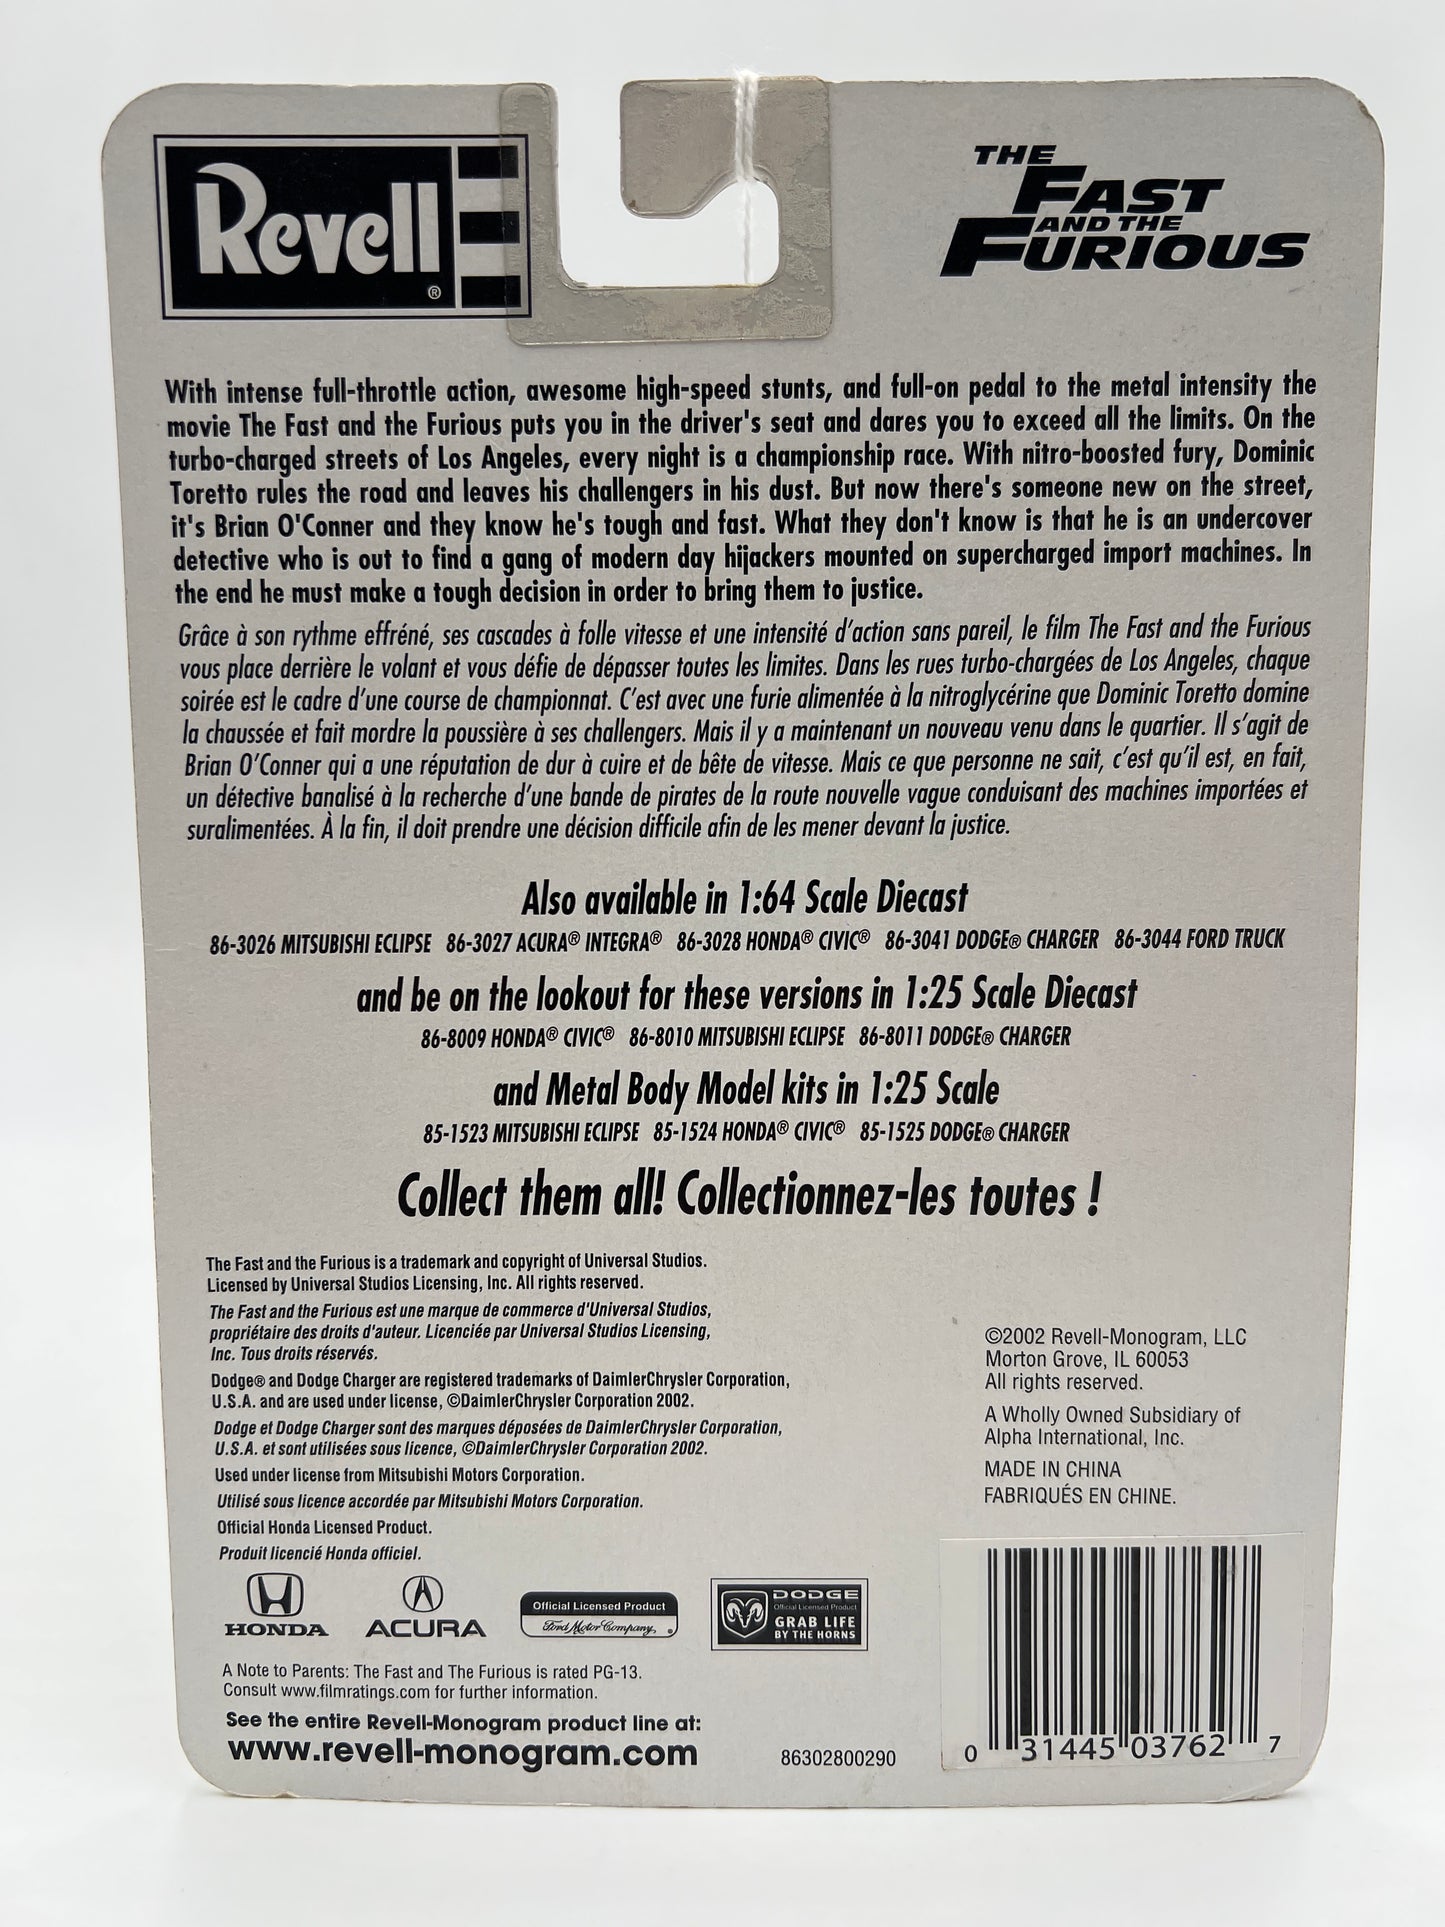 Revell
®
THE
FAST
AND THE
FURIOUS
With intense full-throttle action, awesome high-speed stunts, and full-on pedal to the metal intensity the
movie The Fast and the Furious puts you in the driver's seat and dares you to exceed all the limits. On the
turbo-charged streets of Los Angeles, every night is a championship race. With nitro-boosted fury, Dominic
Toretto rules the road and leaves his challengers in his dust. But now there's someone new on the street,
it's Brian O'Conner and they know he's tough and fast. What they don't know is that he is an undercover
detective who is out to find a gang of modern day hijackers mounted on supercharged import machines. In
the end he must make a tough decision in order to bring them to justice.
Grâce à son rythme effréné, ses cascades à folle vitesse et une intensité d'action sans pareil, le film The Fast and the Furious
vous place derrière le volant et vous défie de dépasser toutes les limites. Dans les rues turbo-chargées de Los Angeles, chaque
soirée est le cadre d'une course de championnat. C'est avec une furie alimentée à la nitroglycérine que Dominic Toretto domine
la chaussée et fait mordre la poussière à ses challengers. Mais il y a maintenant un nouveau venu dans le quartier. Il s'agit de
Brian O'Conner qui a une réputation de dur à cuire et de bête de vitesse. Mais ce que personne ne sait, c'est qu'il est, en fait,
un détective banalisé à la recherche d'une bande de pirates de la route nouvelle vague conduisant des machines importées et
suralimentées. À la fin, il doit prendre une décision difficile afin de les mener devant la justice.
Also available in 1:64 Scale Diecast
86-3026 MITSUBISHI ECLIPSE 86-3027 ACURA® INTEGRA® 86-3028 HONDA® CIVIC® 86-3041 DODGE® CHARGER 86-3044 FORD TRUCK
and be on the lookout for these versions in 1:25 Scale Diecast
86-8009 HONDA® CIVIC® 86-8010 MITSUBISHI ECLIPSE 86-8011 DODGE® CHARGER
and Metal Body Model kits in 1:25 Scale
85-1523 MITSUBISHI ECLIPSE 85-1524 HONDA® CIVIC® 85-1525 DODGE® CHARGER
Collect them all! Collectionnez-les toutes !
The Fast and the Furious is a trademark and copyright of Universal Studios.
Licensed by Universal Studios Licensing, Inc. All rights reserved.
The Fast and the Furious est une marque de commerce d'Universal Studios,
propriétaire des droits d'auteur. Licenciée par Universal Studios Licensing,
Inc. Tous droits réservés.
Dodge® and Dodge Charger are registered trademarks of DaimlerChrysler Corporation,
U.S.A. and are used under license, ©DaimlerChrysler Corporation 2002.
Dodge et Dodge Charger sont des marques déposées de DaimlerChrysler Corporation,
U.S.A. et sont utilisées sous licence, ©DaimlerChrysler Corporation 2002.
Used under license from Mitsubishi Motors Corporation.
Utilisé sous licence accordée par Mitsubishi Motors Corporation.
Official Honda Licensed Product.
Produit licencié Honda officiel.
©2002 Revell-Monogram, LLC
Morton Grove, IL 60053
All rights reserved.
A Wholly Owned Subsidiary of
Alpha International, Inc.
MADE IN CHINA
FABRIQUÉS EN CHINE.
HONDA
ACURA
Official Licensed Product
Ford Motor Company, ®
DODGE
Official Licensed Product
GRAB LIFE
BY THE HORNS
A Note to Parents: The Fast and The Furious is rated PG-13.
Consult www.filmratings.com for further information.
See the entire Revell-Monogram product line at:
www.revell-monogram.com
86302800290
0 31445 03762 7